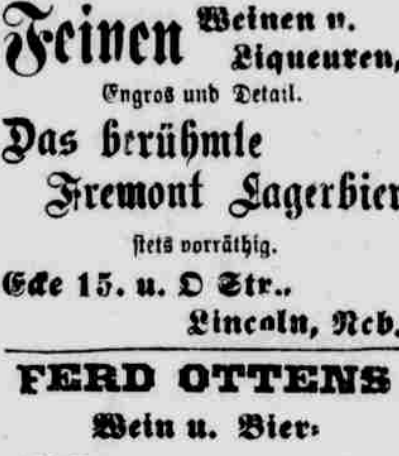 Feinen Weinen u.
Liqueuren,
Engros und Detail.
Das berühmte
Fremont Lagerbier
stets vorräthig.
Ecke 15. u. O Str.,
Lincoln, Neb.
FERD OTTENS
Wein u. Bier-